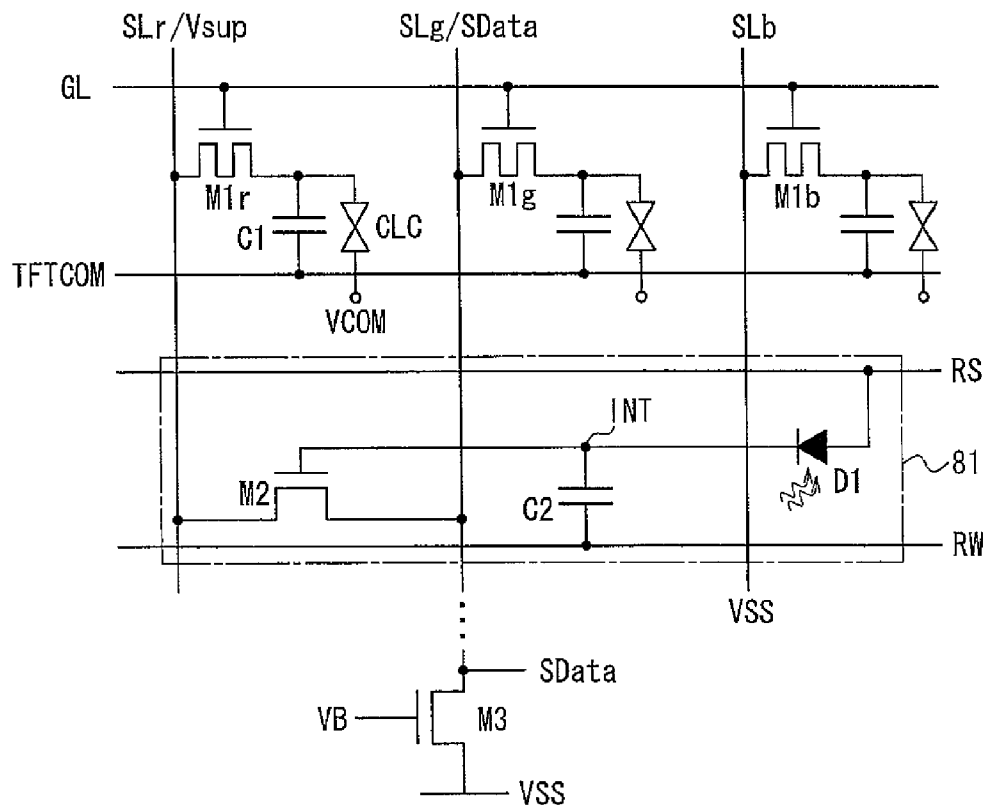 SLr/Vsup SLg/SData SLb
GL
M1r M1g M1b
C1 CLC
TFTCOM
VCOM
RS
INT
M2 C2 D1 81
RW
VSS
SData
VB M3
VSS